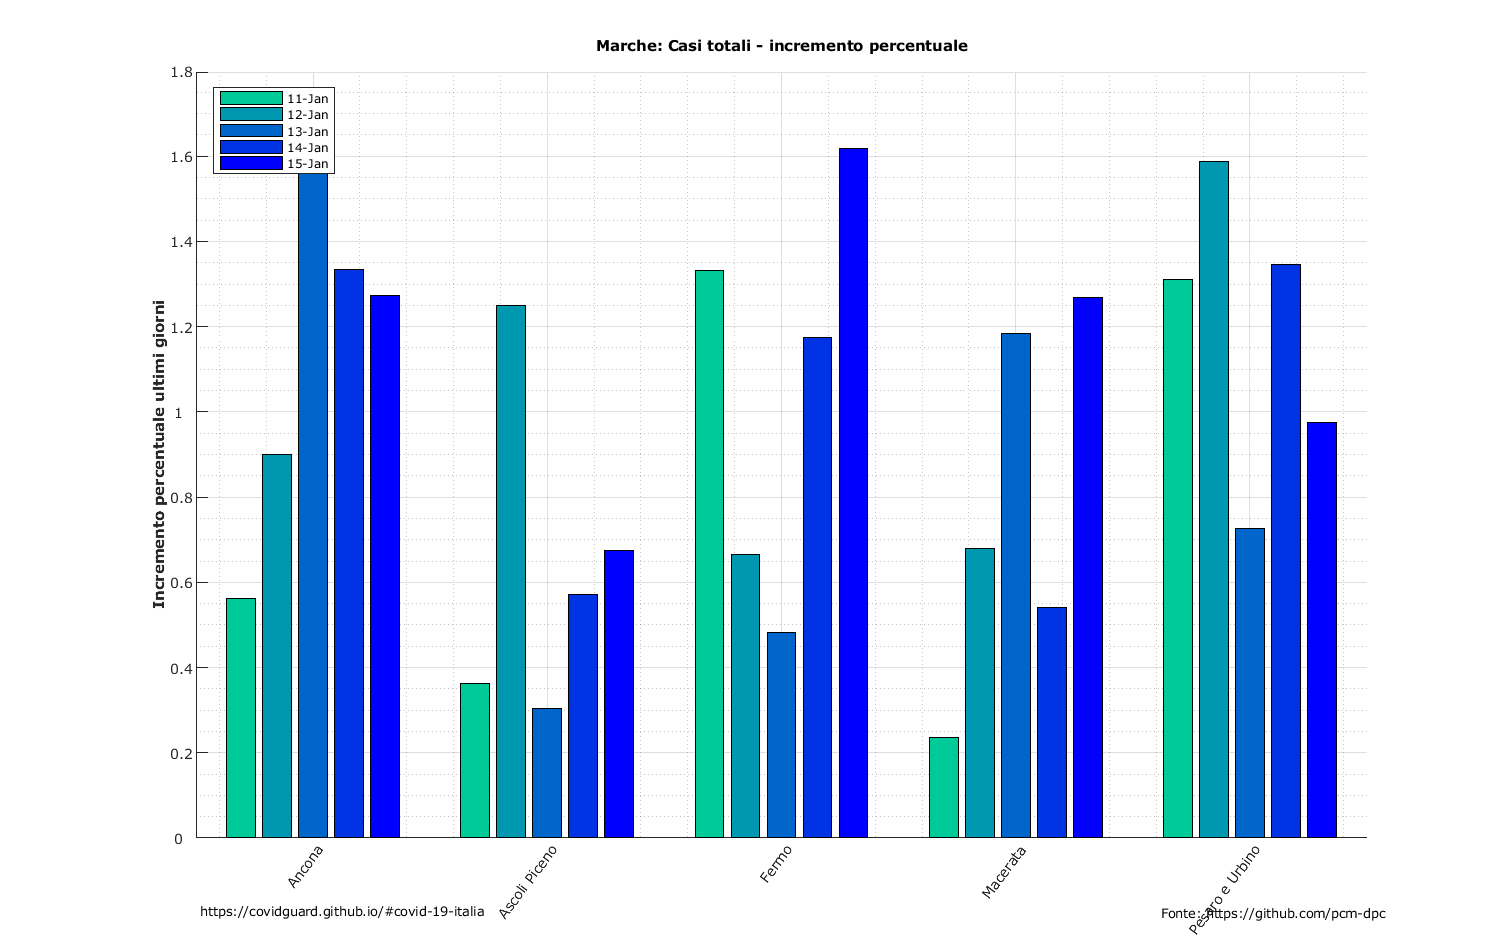 Marche: Casi totali - incremento percentuale
Incremento percentuale ultimi giorni
1.8
1.6
1.4
1.2
1
0.8
0.6
0.4
0.2
0
11-Jan
12-Jan
13-Jan
14-Jan
15-Jan
Ancona
Ascoli Piceno
Fermo
Macerata
Pesaro e Urbino
https://covidguard.github.io/#covid-19-italia
Fonte: https://github.com/pcm-dpc